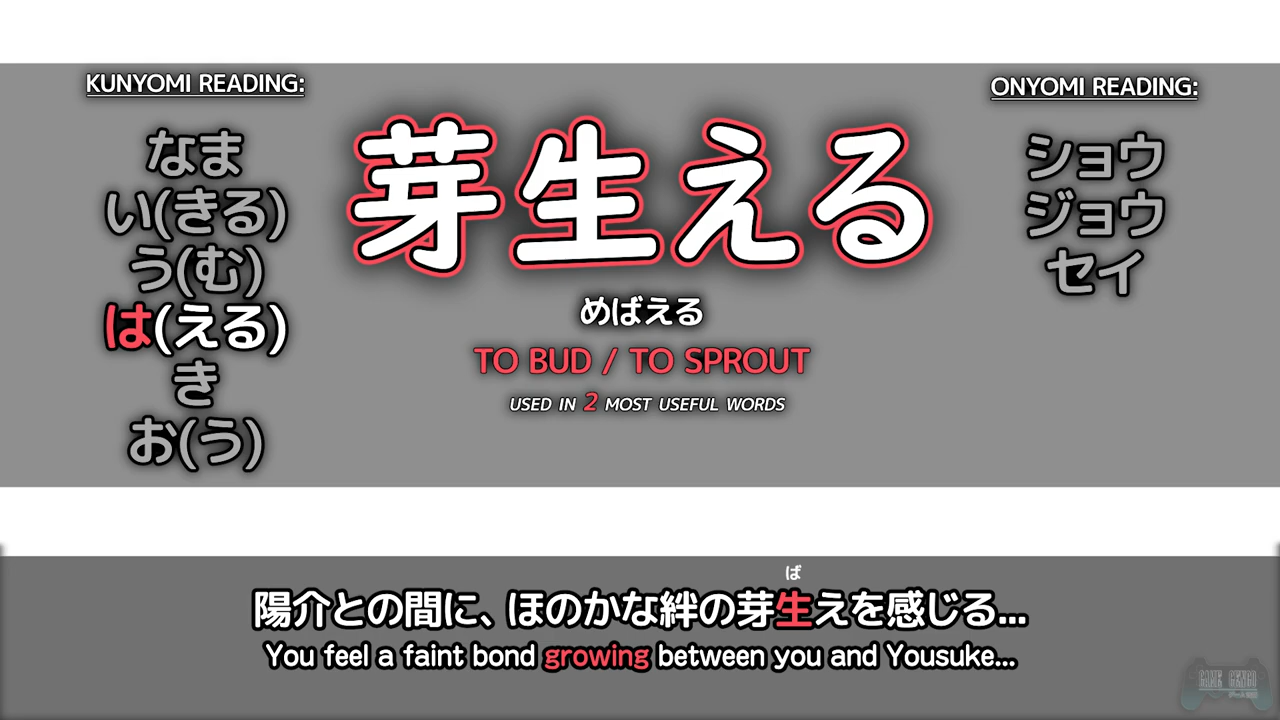 KUNYOMI READING:
なま
い(きる)
う(む)
は(える)
き
お(う)
芽生える
めばえる
TO BUD / TO SPROUT
USED IN 2 MOST USEFUL WORDS
ONYOMI READING:
ショウ
ジョウ
セイ
ば
陽介との間に、ほのかな絆の芽生えを感じる...
You feel a faint bond growing between you and Yousuke...
GAME GENGO